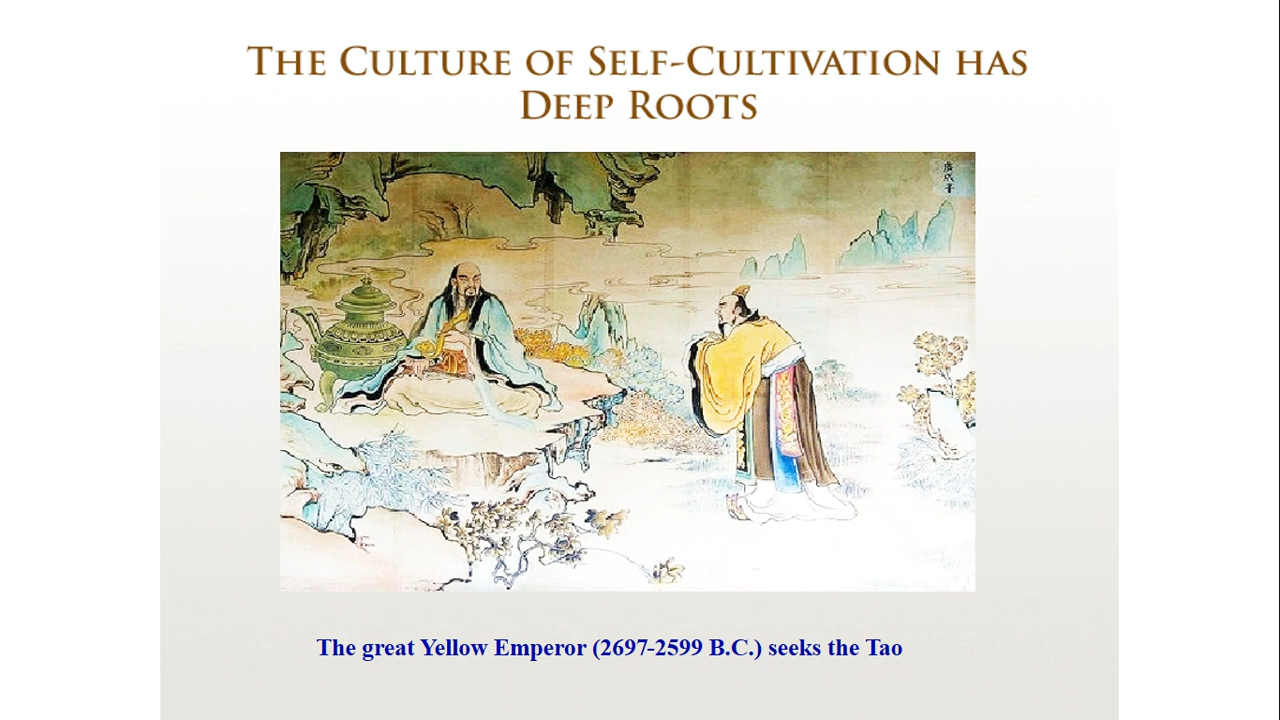 The Culture of Self-Cultivation has
Deep Roots
The great Yellow Emperor (2697-2599 B.C.) seeks the Tao